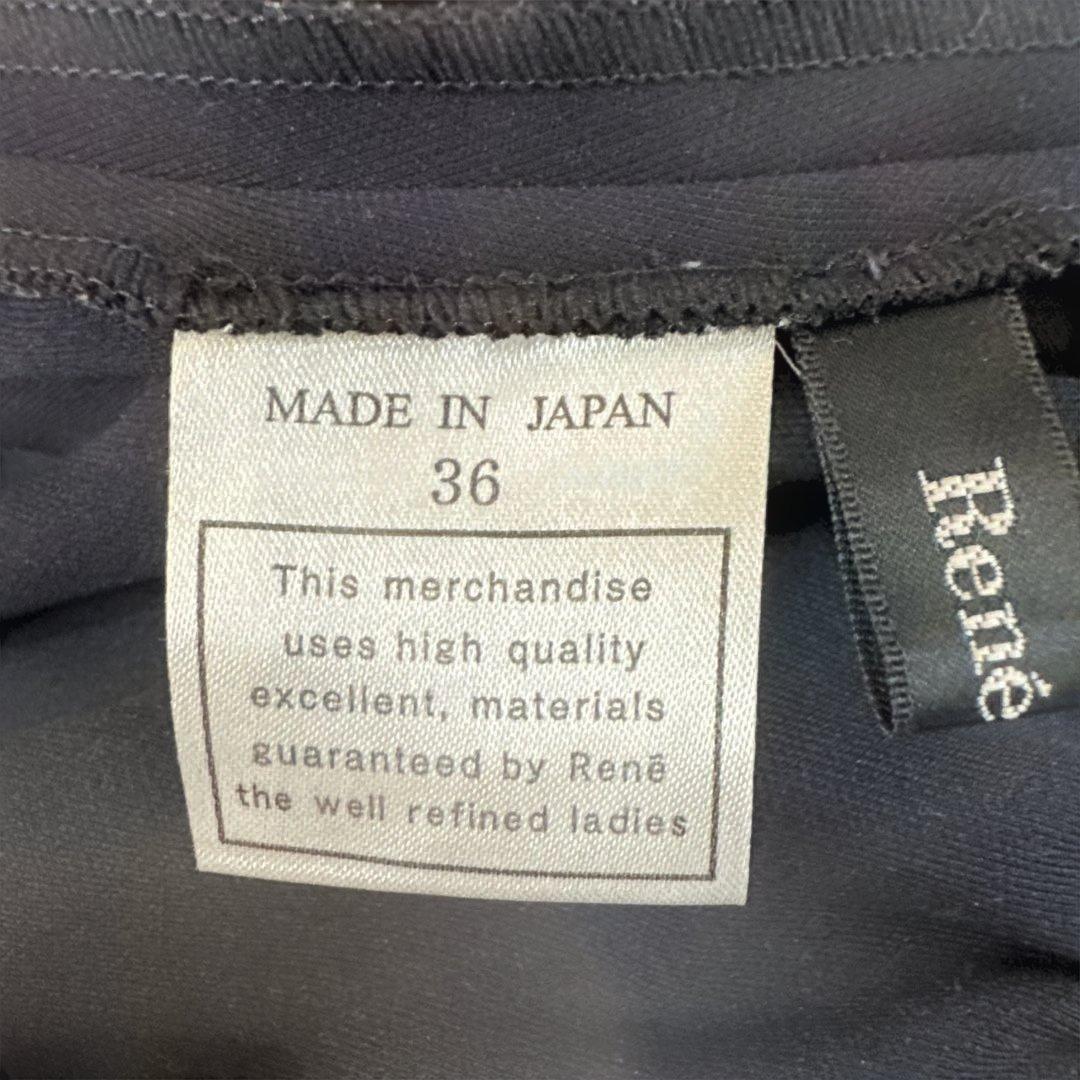 MADE IN JAPAN
36
This merchandise
uses high quality
excellent, materials
guaranteed by Renē
the well refined ladies
René